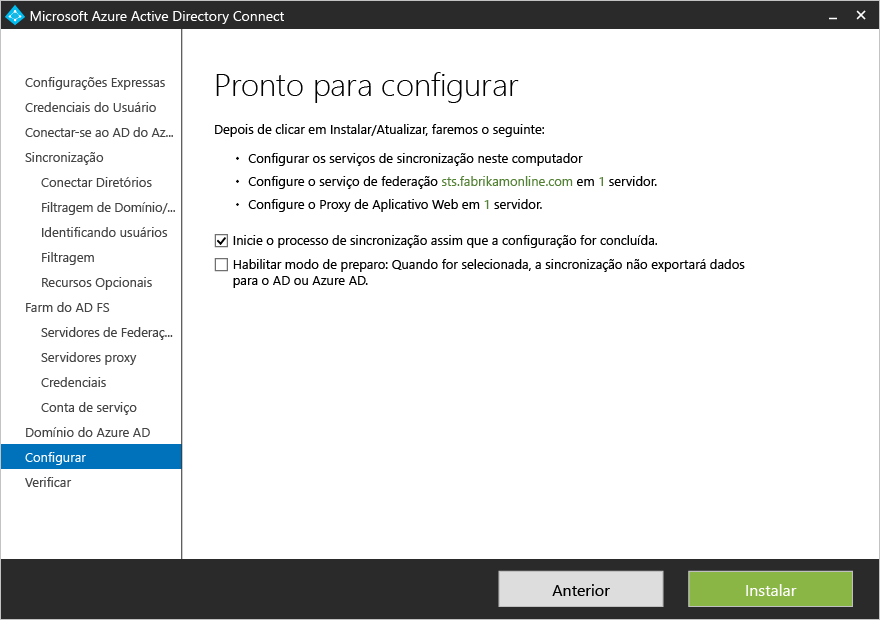 Microsoft Azure Active Directory Connect
Configurações Expressas
Credenciais do Usuário
Conectar-se ao AD do Az...
Sincronização
Conectar Diretórios
Filtragem de Domínio/...
Identificando usuários
Filtragem
Recursos Opcionais
Farm do AD FS
Servidores de Federaç...
Servidores proxy
Credenciais
Conta de serviço
Domínio do Azure AD
Configurar
Verificar
Pronto para configurar
Depois de clicar em Instalar/Atualizar, faremos o seguinte:
• Configurar os serviços de sincronização neste computador
• Configure o serviço de federação sts.fabrikamonline.com em 1 servidor.
• Configure o Proxy de Aplicativo Web em 1 servidor.
Inicie o processo de sincronização assim que a configuração for concluída.
Habilitar modo de preparo: Quando for selecionada, a sincronização não exportará dados
para o AD ou Azure AD.
Anterior
Instalar